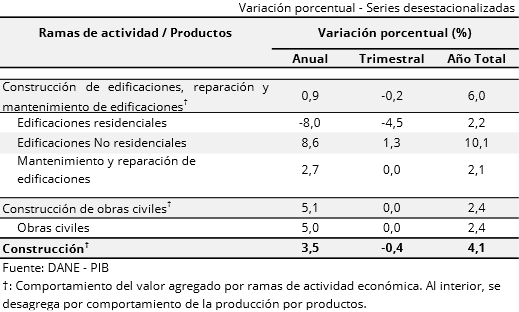 Variación porcentual - Series desestacionalizadas
Ramas de actividad / Productos Variación porcentual (%)
Anual Trimestral Año Total
Construcción de edificaciones, reparación y
mantenimiento de edificaciones† 0,9 -0,2 6,0
Edificaciones residenciales -8,0 -4,5 2,2
Edificaciones No residenciales 8,6 1,3 10,1
Mantenimiento y reparación de
edificaciones 2,7 0,0 2,1
Construcción de obras civiles† 5,1 0,0 2,4
Obras civiles 5,0 0,0 2,4
Construcción† 3,5 -0,4 4,1
Fuente: DANE - PIB
†: Comportamiento del valor agregado por ramas de actividad económica. Al interior, se
desagrega por comportamiento de la producción por productos.